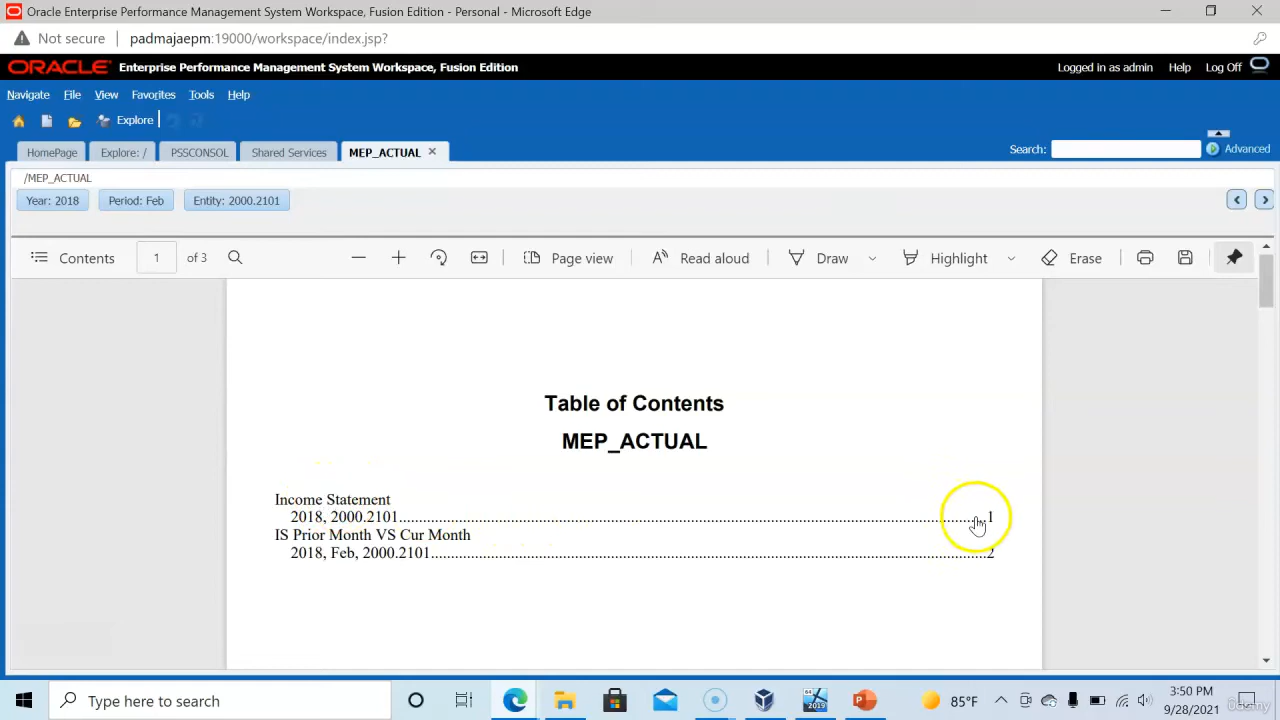 Oracle Enterprise Performance Management System Workspace, Fusion Edition - Personal - Microsoft Edge
Not secure padmajaepm:19000/workspace/index.jsp?
ORACLE Enterprise Performance Management System Workspace, Fusion Edition Logged in as admin Help Log Off
Navigate File View Favorites Tools Help
Explore
HomePage Explore: / PSSCONSOL Shared Services MEP_ACTUAL Search: Advanced
/MEP_ACTUAL
Year: 2018 Period: Feb Entity: 2000.2101
Contents 1 of 3 Page view Read aloud Draw Highlight Erase
Table of Contents
MEP_ACTUAL
Income Statement
2018, 2000.2101..........1
IS Prior Month VS Cur Month
2018, Feb, 2000.2101..........2
Type here to search 85°F 3:50 PM
9/28/2021
64
2019
Udemy